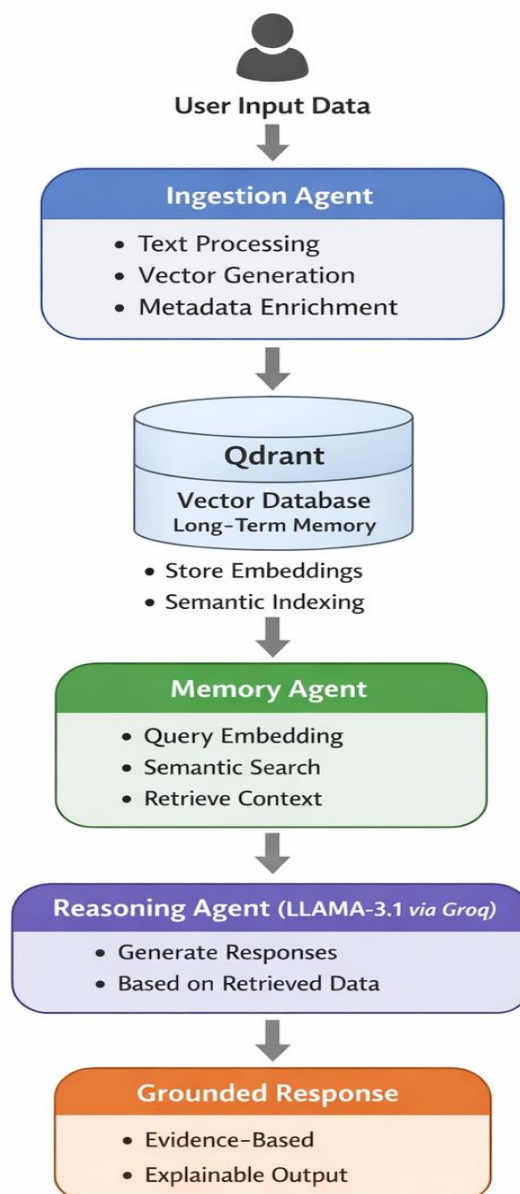 User Input Data
Ingestion Agent
• Text Processing
• Vector Generation
• Metadata Enrichment
Qdrant
Vector Database
Long-Term Memory
• Store Embeddings
• Semantic Indexing
Memory Agent
• Query Embedding
• Semantic Search
• Retrieve Context
Reasoning Agent (LLAMA-3.1 via Groq)
• Generate Responses
• Based on Retrieved Data
Grounded Response
• Evidence-Based
• Explainable Output